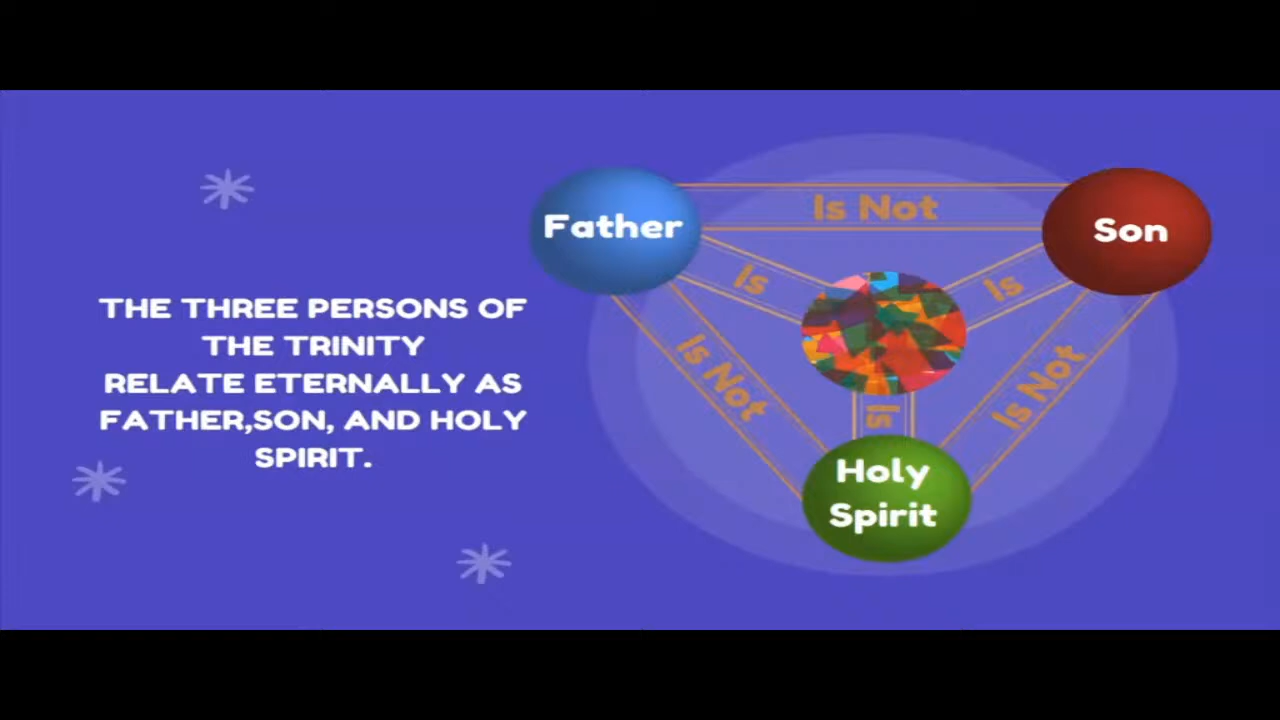 THE THREE PERSONS OF
THE TRINITY
RELATE ETERNALLY AS
FATHER,SON, AND HOLY
SPIRIT.
Father
Is Not
Son
Is
Is
Is Not
Is
Is Not
Holy
Spirit